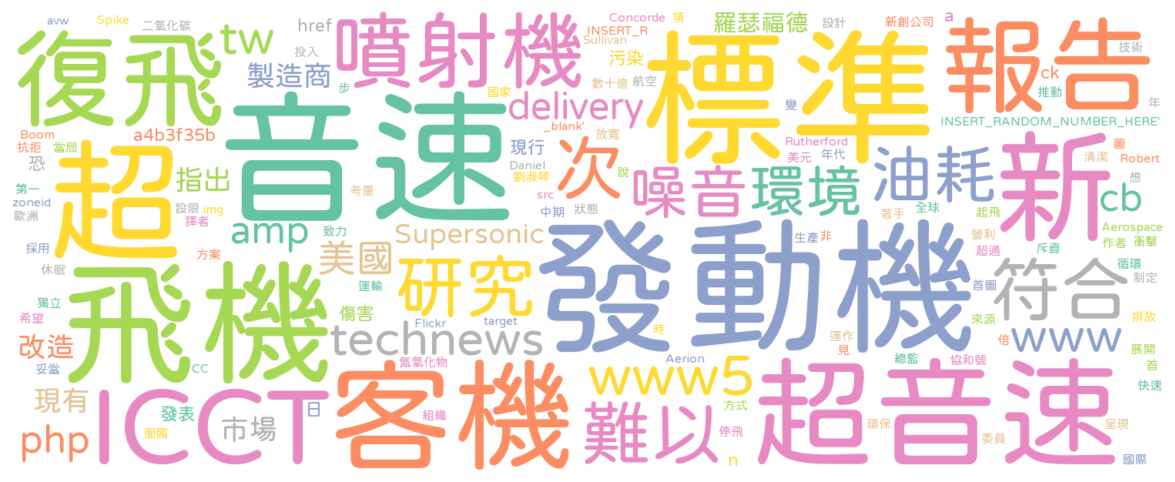 avw Spike 二氧化碳 href 噴射機 Concorde 項 羅瑟福德 設計 新創公司 a 報告
復飛 tw 製造商 投入 步 INSERT_R Sullivan 污染 數十億 航空 標準 ck 推動 技術
國家 delivery 年 INSERT_RANDOM_NUMBER_HERE'
Boom 抗拒 當局 a4b3f35b 音速 _blank' 放寬 現行 次 變 Rutherford 美元 年代 圖 清潔 Robert
恐 超 指出 Daniel 劉淑琴 說 噪音 環境 油耗 新 想
第一 zoneid 歐洲 設限 img 譯者 考量 src 中期 狀態 著手 全球 起飛 cb
amp 致力 Supersonic 發動機 生產 非 營利 超過 斥資 Aerospace 作者 衝擊
採用 休眠 方案 美國 運輸 研究 首圖 符合 循環 制定
獨立 希望 飛機 傷害 Flickr target 時 來源 排放
改造 妥當 CC technews 氮氧化物 Aerion 運作 見 總監 協和號 倍 www 展開 首
現有 ICCT 日 客機 組織 www5 方式 超音速 快速
php 發表 面臨 市場 難以 停飛 n 環保 委員 呈現 國際